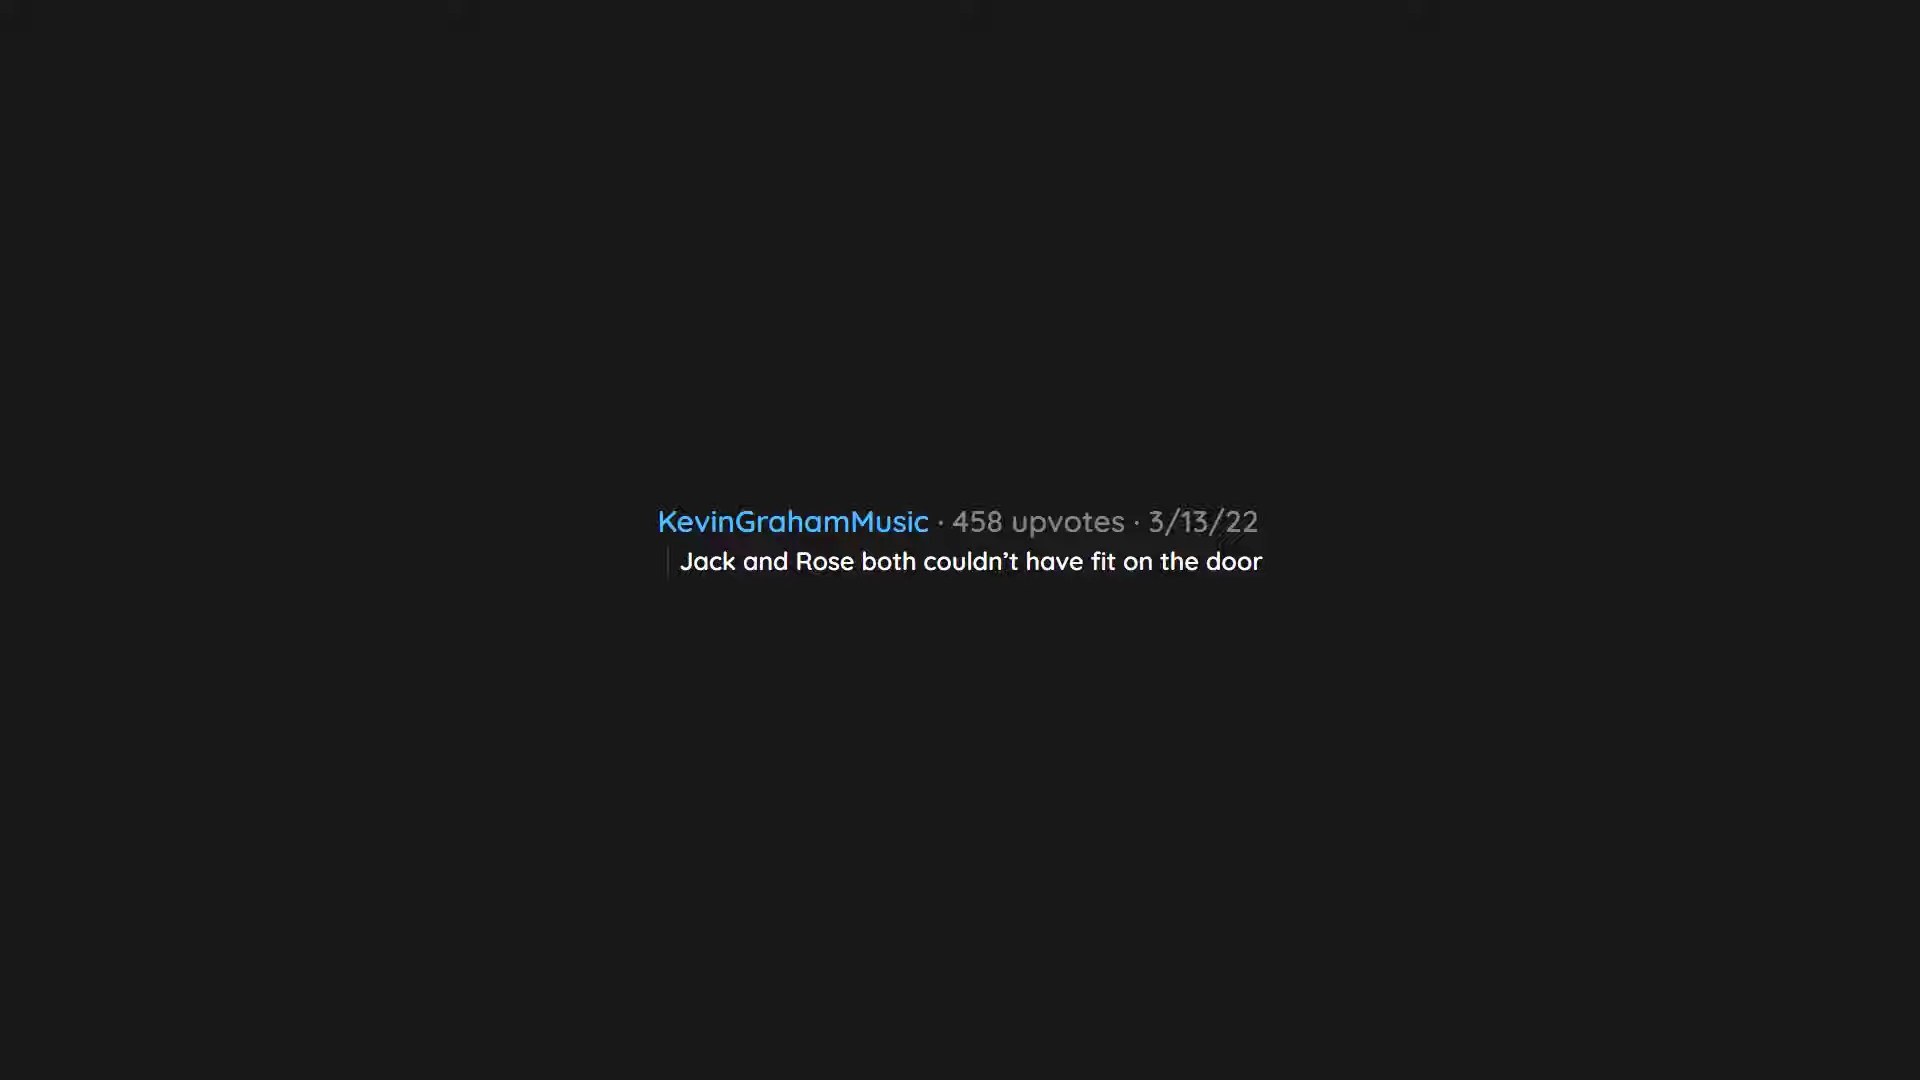 KevinGrahamMusic · 458 upvotes · 3/13/22
Jack and Rose both couldn’t have fit on the door